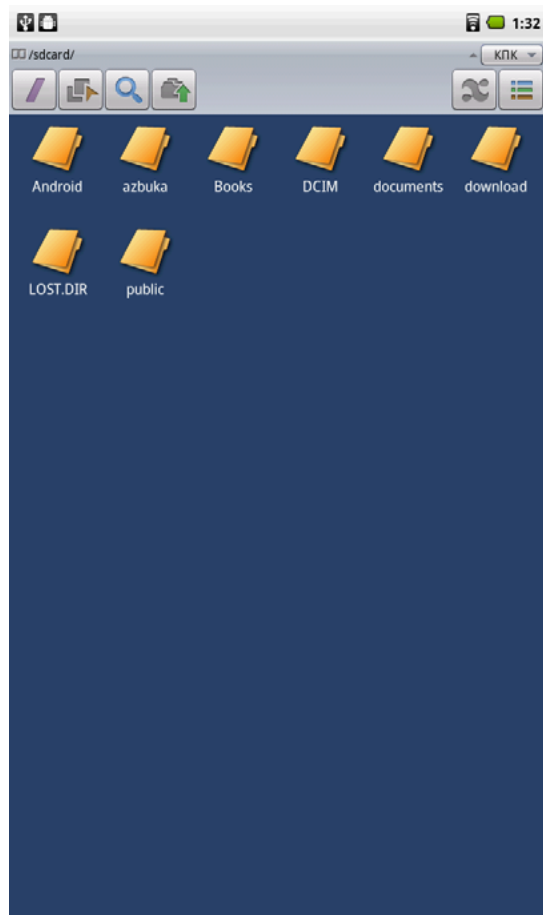 1:32
/sdcard/
КПК
Android azbuka Books DCIM documents download
LOST.DIR public